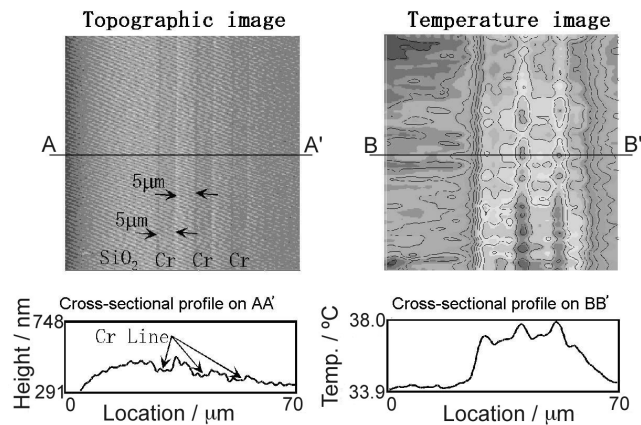 Topographic image
A
A'
5μm
5μm
SiO2 Cr Cr Cr
Cross-sectional profile on AA'
748
Height / nm
Cr Line
291
0
70
Location / μm
Temperature image
B
B'
Cross-sectional profile on BB'
38.0
Temp. / ºC
33.9
0
70
Location / μm